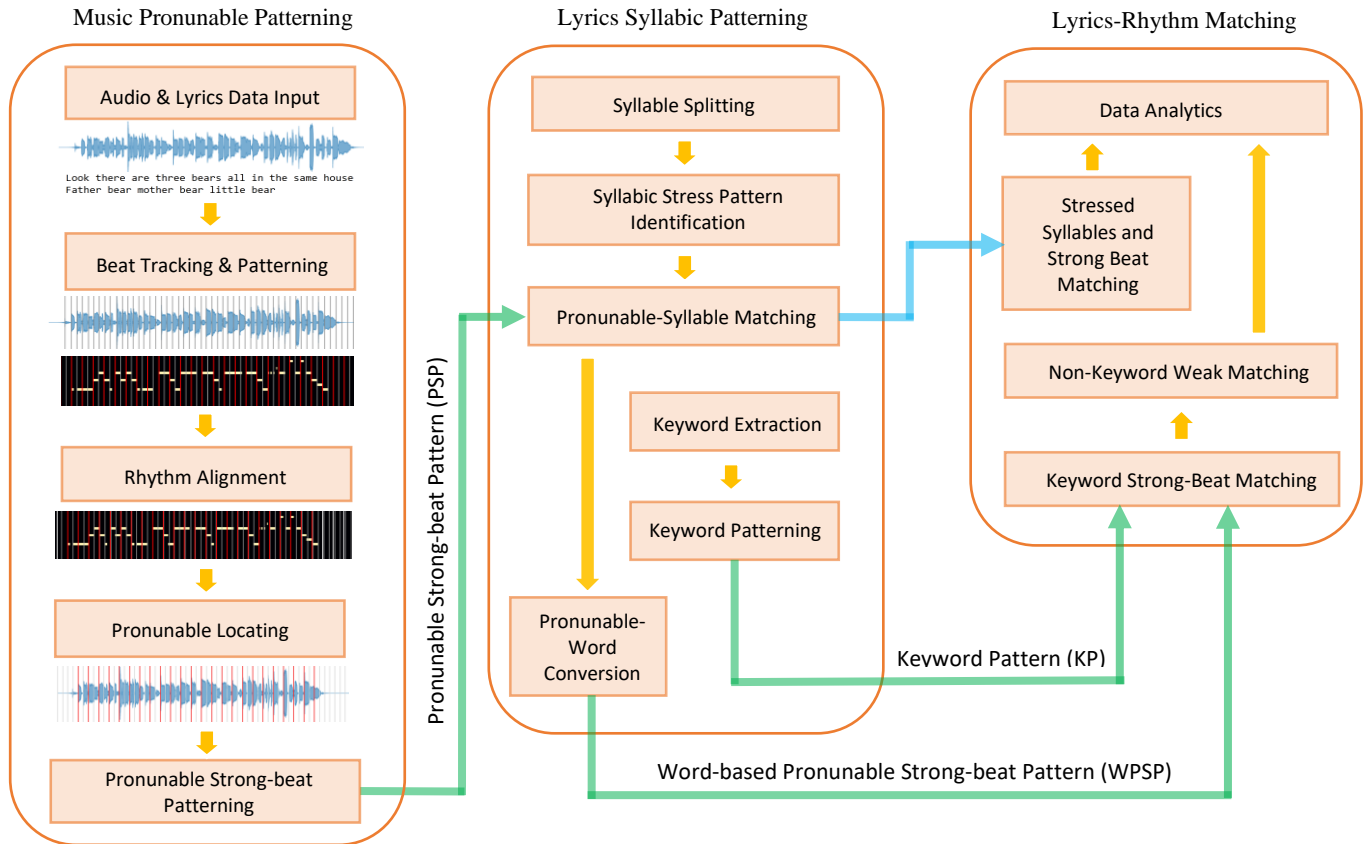 Music Pronunable Patterning
Audio & Lyrics Data Input
Look there are three bears all in the same house
Father bear mother bear little bear
Beat Tracking & Patterning
Rhythm Alignment
Pronunable Locating
Pronunable Strong-beat
Patterning
Pronunable Strong-beat Pattern (PSP)
Lyrics Syllabic Patterning
Syllable Splitting
Syllabic Stress Pattern
Identification
Pronunable-Syllable Matching
Keyword Extraction
Keyword Patterning
Pronunable-
Word
Conversion
Keyword Pattern (KP)
Word-based Pronunable Strong-beat Pattern (WPSP)
Lyrics-Rhythm Matching
Data Analytics
Stressed
Syllables and
Strong Beat
Matching
Non-Keyword Weak Matching
Keyword Strong-Beat Matching